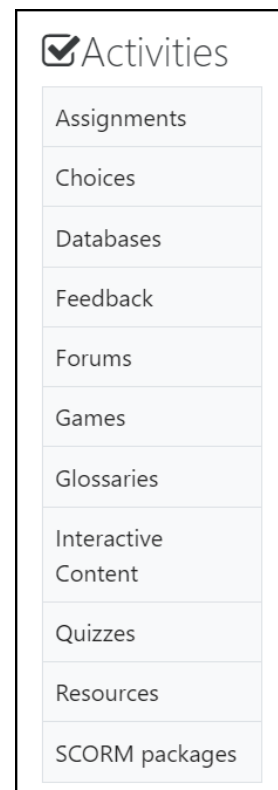 Activities
Assignments
Choices
Databases
Feedback
Forums
Games
Glossaries
Interactive
Content
Quizzes
Resources
SCORM packages